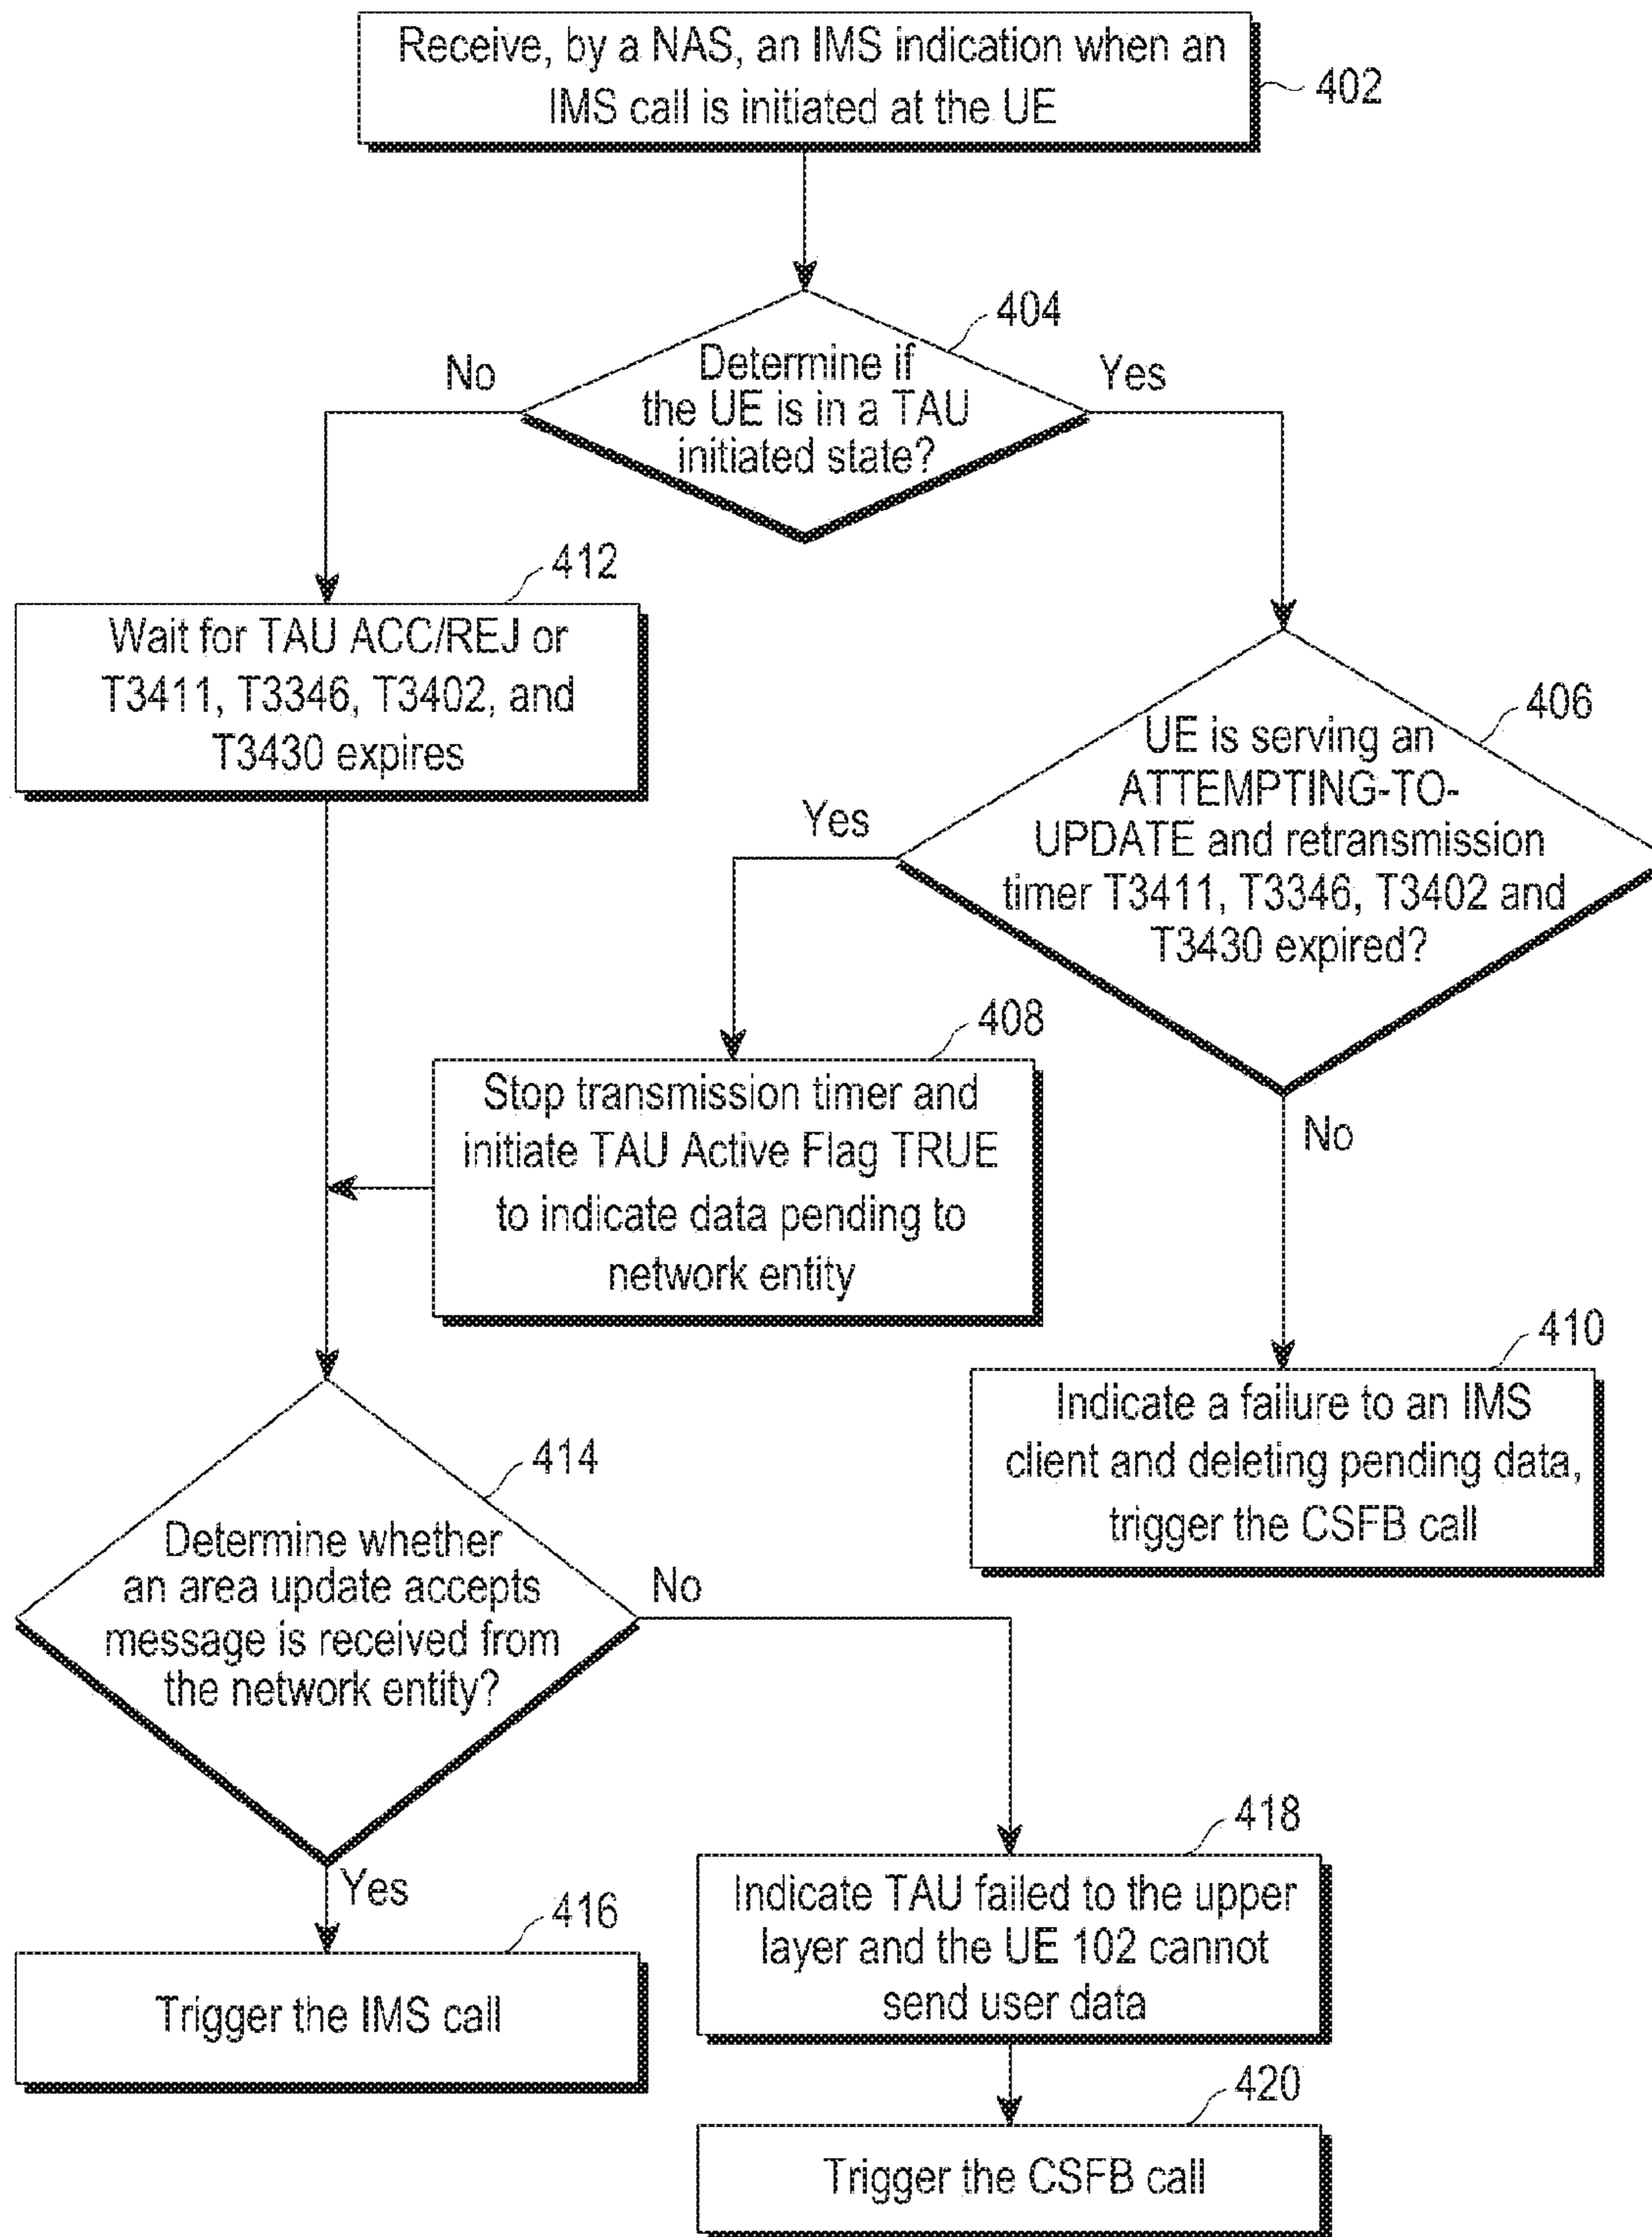 Receive, by a NAS, an IMS indication when an
IMS call is initiated at the UE
402
404
No
Determine if
the UE is in a TAU
initiated state?
Yes
412
Wait for TAU ACC/REJ or
T3411, T3346, T3402, and
T3430 expires
406
UE is serving an
ATTEMPTING-TO-
UPDATE and retransmission
timer T3411, T3346, T3402 and
T3430 expired?
Yes
No
408
Stop transmission timer and
initiate TAU Active Flag TRUE
to indicate data pending to
network entity
410
Indicate a failure to an IMS
client and deleting pending data,
trigger the CSFB call
414
Determine whether
an area update accepts
message is received from
the network entity?
No
Yes
416
Trigger the IMS call
418
Indicate TAU failed to the upper
layer and the UE 102 cannot
send user data
420
Trigger the CSFB call